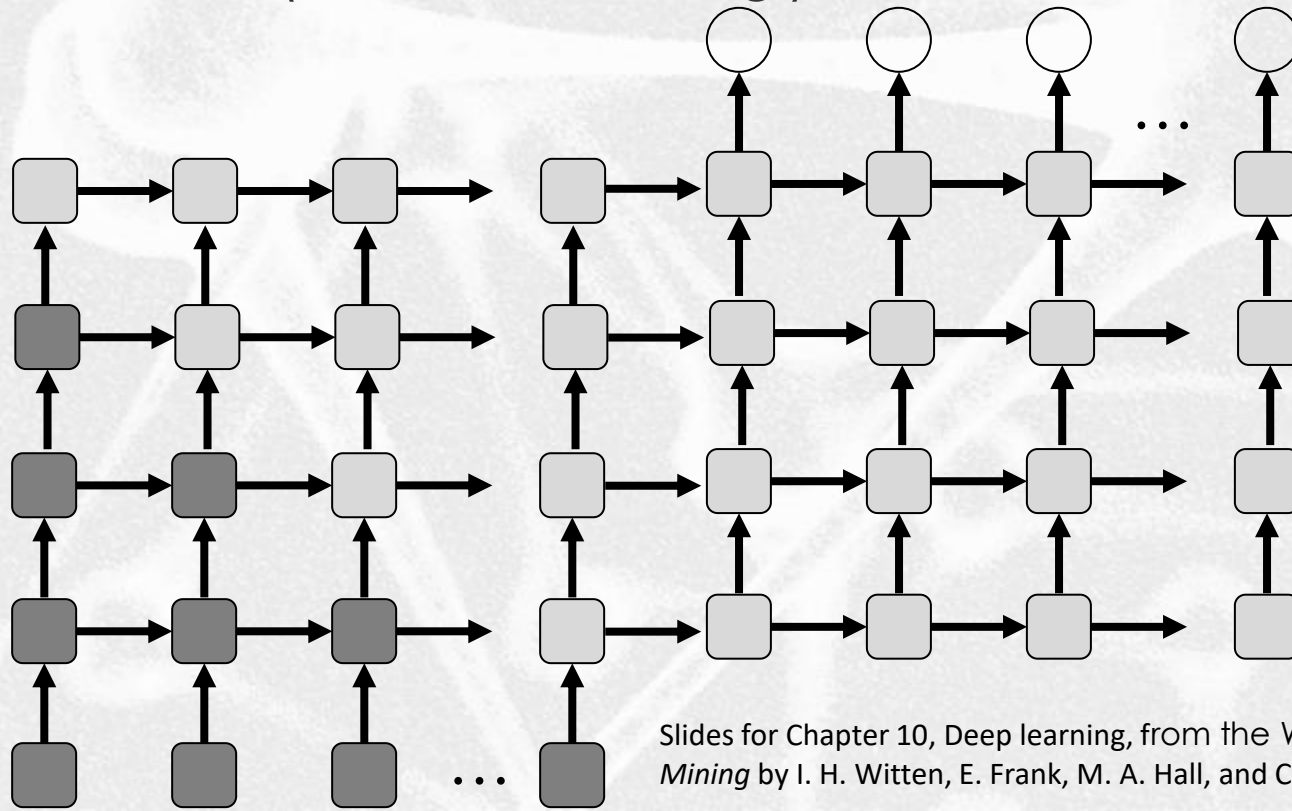 ...
...
Slides for Chapter 10, Deep learning, from the
Mining by I. H. Witten, E. Frank, M. A. Hall, and